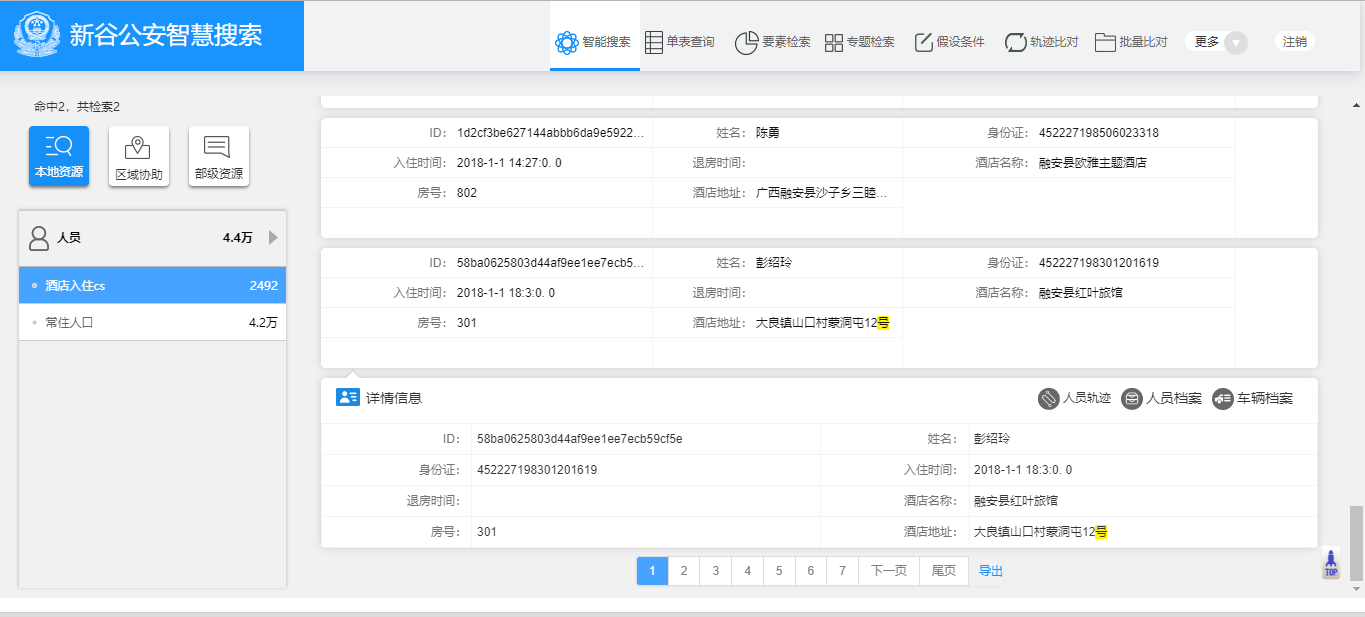 新谷公安智慧搜索
智能搜索 单表查询 要素检索 专题检索 假设条件 轨迹比对 批量比对 更多 注销
命中2，共检索2
本地资源 区域协助 部级资源
人员 4.4万
酒店入住cs 2492
常住人口 4.2万
ID: 1d2cf3be627144abbb6da9e5922... 姓名: 陈勇 身份证: 452227198506023318
入住时间: 2018-1-1 14:27:0. 0 退房时间: 酒店名称: 融安县欧雅主题酒店
房号: 802 酒店地址: 广西融安县沙子乡三睦...
ID: 58ba0625803d44af9ee1ee7ecb5... 姓名: 彭绍玲 身份证: 452227198301201619
入住时间: 2018-1-1 18:3:0. 0 退房时间: 酒店名称: 融安县红叶旅馆
房号: 301 酒店地址: 大良镇山口村蒙洞屯12号
详情信息 人员轨迹 人员档案 车辆档案
ID: 58ba0625803d44af9ee1ee7ecb59cf5e 姓名: 彭绍玲
身份证: 452227198301201619 入住时间: 2018-1-1 18:3:0. 0
退房时间: 酒店名称: 融安县红叶旅馆
房号: 301 酒店地址: 大良镇山口村蒙洞屯12号
1 2 3 4 5 6 7 下一页 尾页 导出
TOP